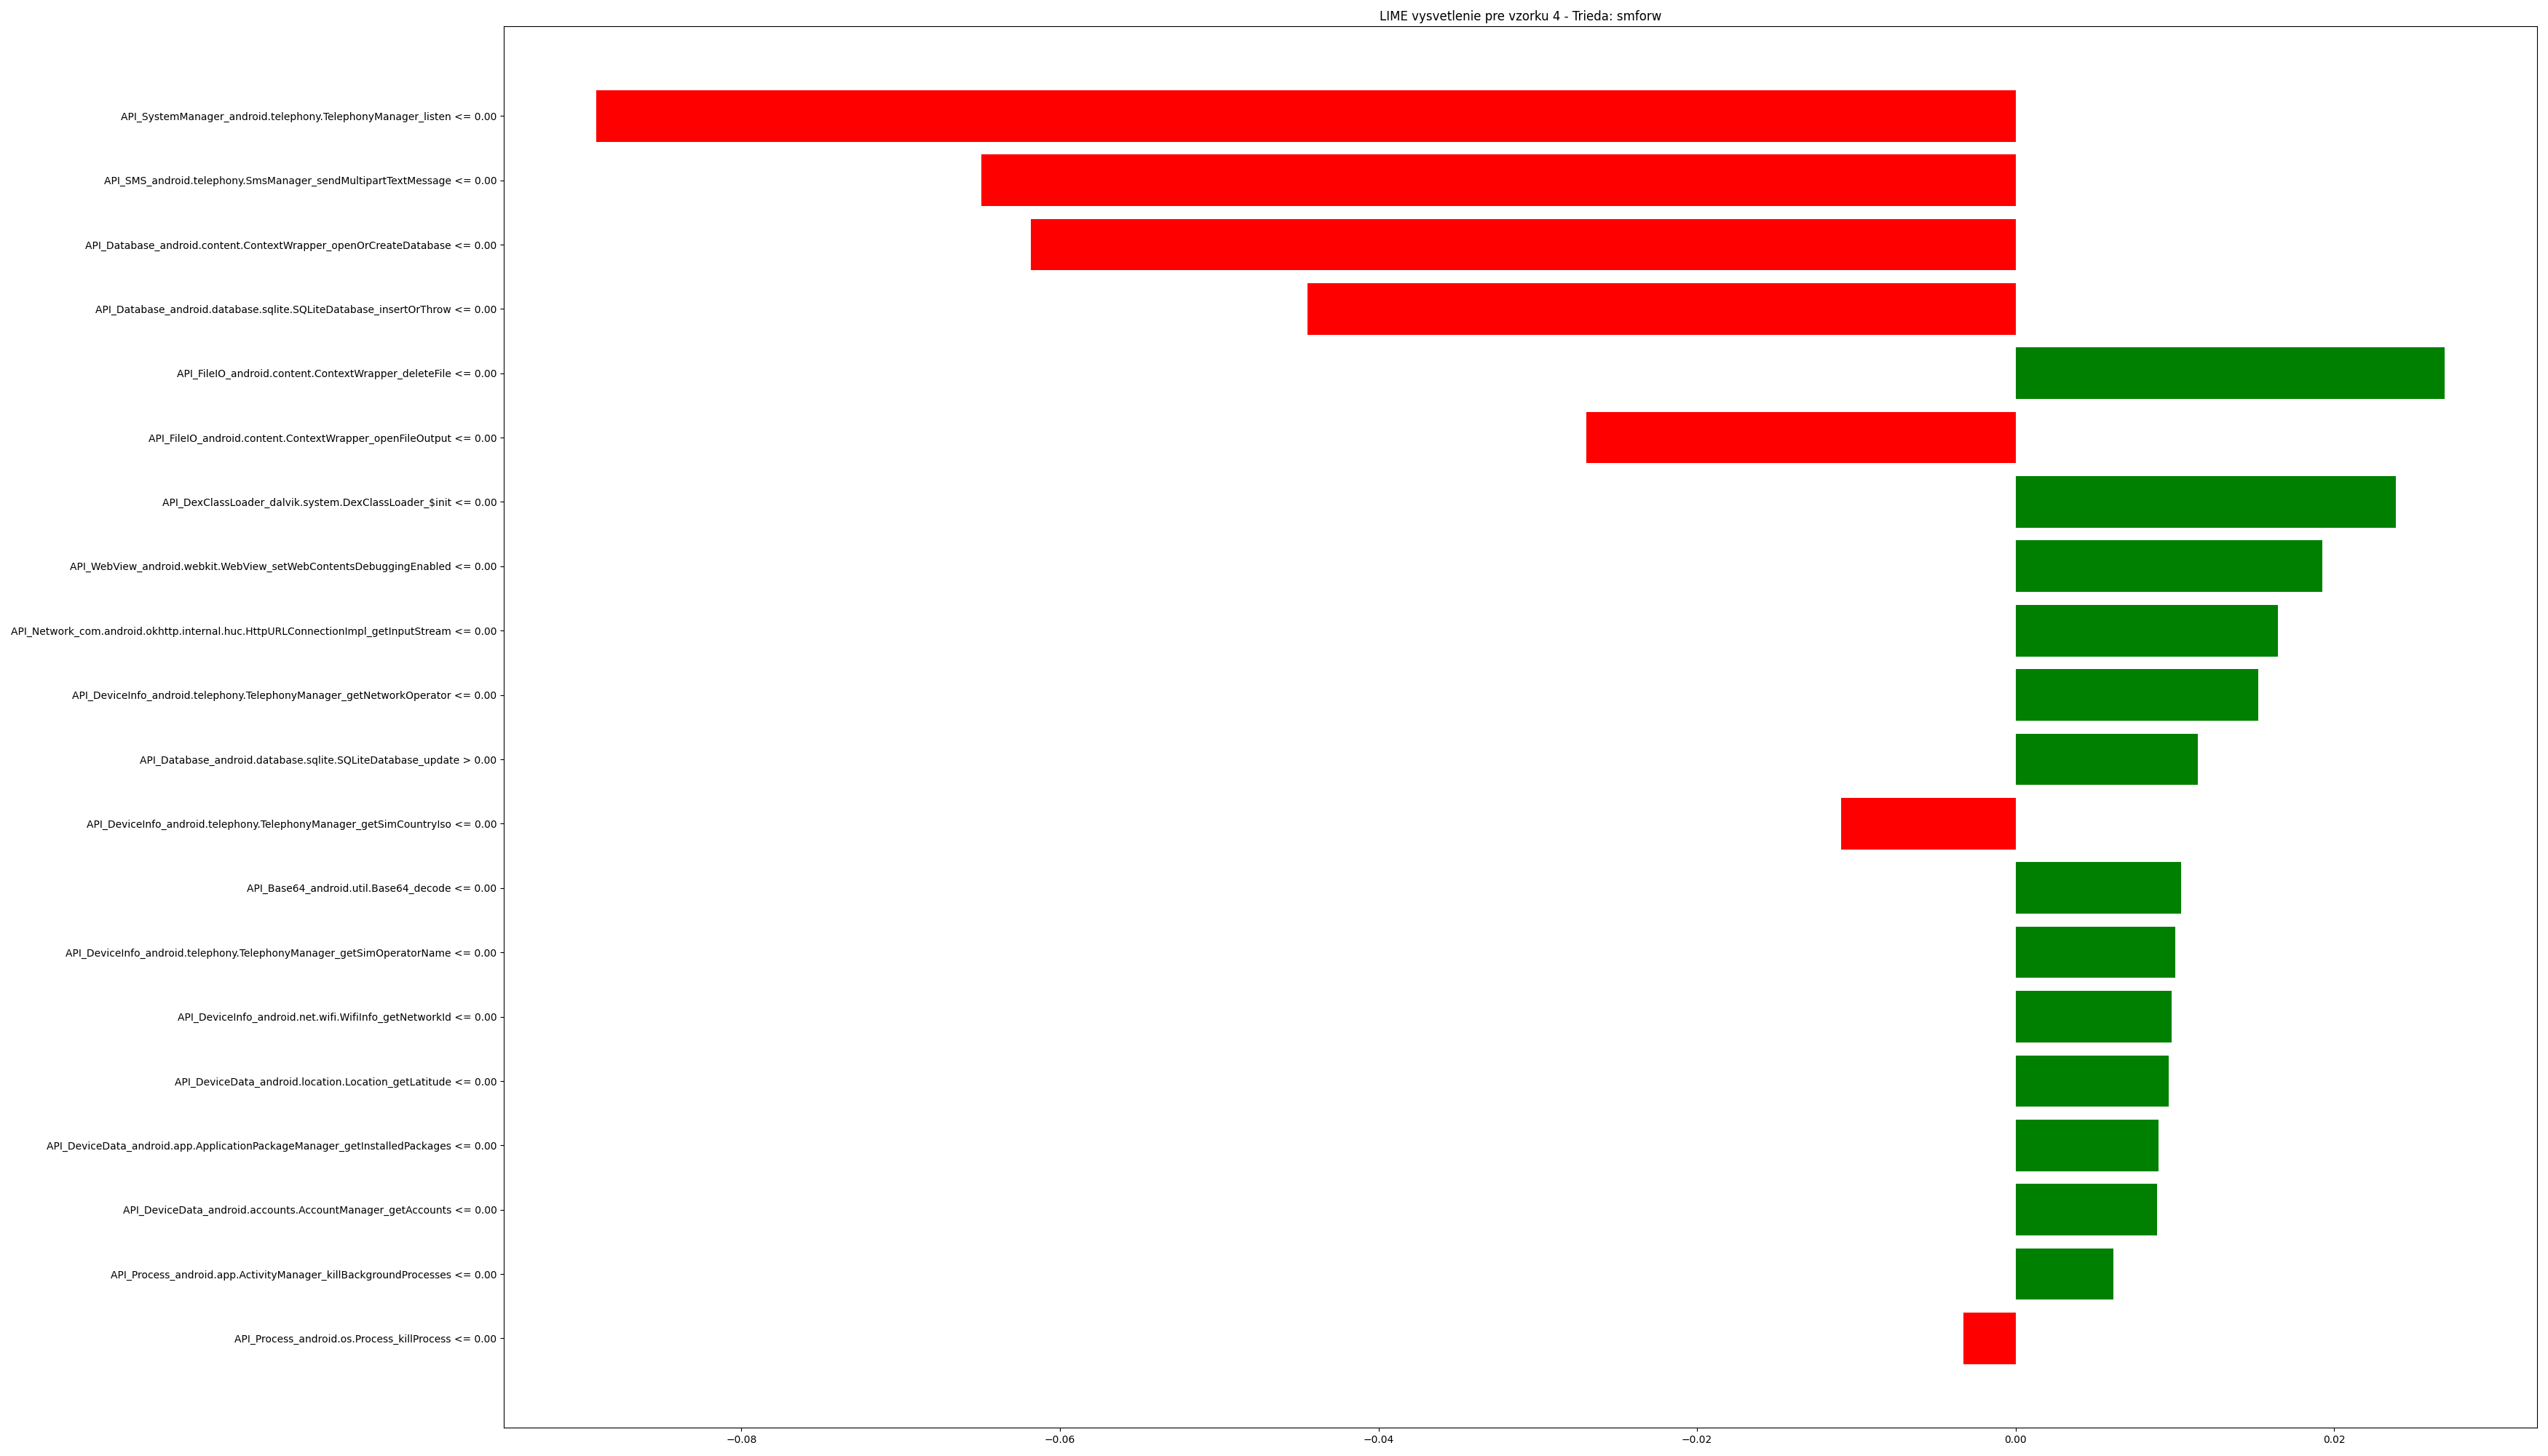 LIME vysvetlenie pre vzorku 4 - Trieda: smforw
API_SystemManager_android.telephony.TelephonyManager_listen <= 0.00
API_SMS_android.telephony.SmsManager_sendMultipartTextMessage <= 0.00
API_Database_android.content.ContextWrapper_openOrCreateDatabase <= 0.00
API_Database_android.database.sqlite.SQLiteDatabase_insertOrThrow <= 0.00
API_FileIO_android.content.ContextWrapper_deleteFile <= 0.00
API_FileIO_android.content.ContextWrapper_openFileOutput <= 0.00
API_DexClassLoader_dalvik.system.DexClassLoader_$init <= 0.00
API_WebView_android.webkit.WebView_setWebContentsDebuggingEnabled <= 0.00
API_Network_com.android.okhttp.internal.huc.HttpURLConnectionImpl_getInputStream <= 0.00
API_DeviceInfo_android.telephony.TelephonyManager_getNetworkOperator <= 0.00
API_Database_android.database.sqlite.SQLiteDatabase_update > 0.00
API_DeviceInfo_android.telephony.TelephonyManager_getSimCountryIso <= 0.00
API_Base64_android.util.Base64_decode <= 0.00
API_DeviceInfo_android.telephony.TelephonyManager_getSimOperatorName <= 0.00
API_DeviceInfo_android.net.wifi.WifiInfo_getNetworkId <= 0.00
API_DeviceData_android.location.Location_getLatitude <= 0.00
API_DeviceData_android.app.ApplicationPackageManager_getInstalledPackages <= 0.00
API_DeviceData_android.accounts.AccountManager_getAccounts <= 0.00
API_Process_android.app.ActivityManager_killBackgroundProcesses <= 0.00
API_Process_android.os.Process_killProcess <= 0.00
−0.08 −0.06 −0.04 −0.02 0.00 0.02